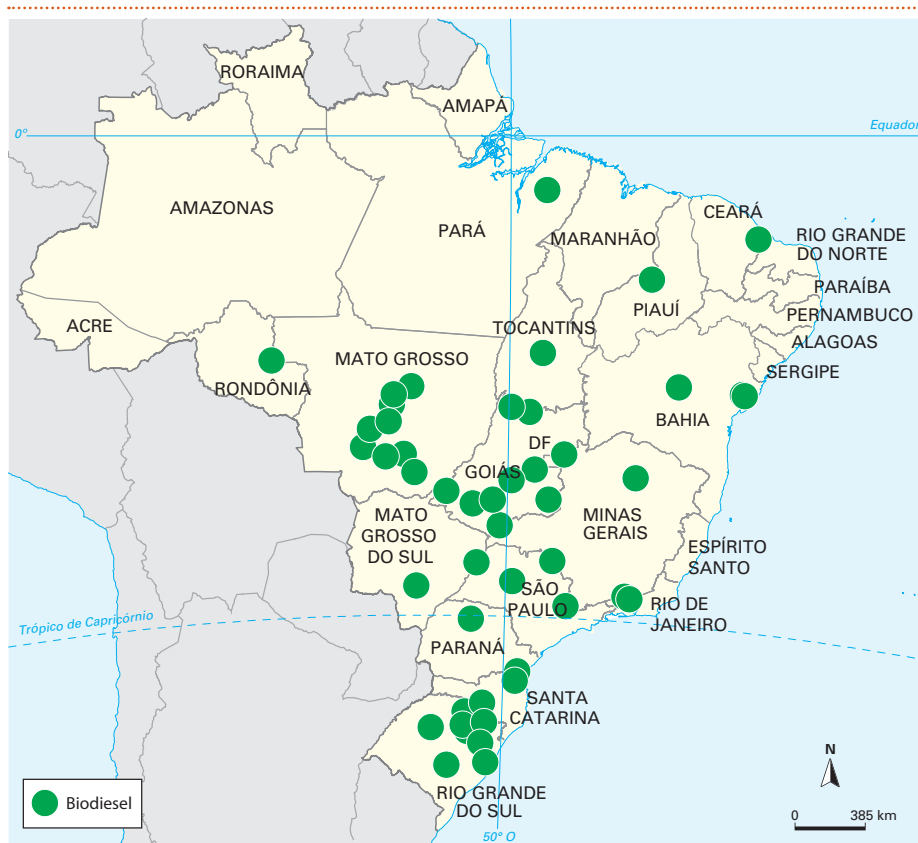 RORAIMA
AMAPÁ
0°
Equador
AMAZONAS
PARÁ
MARANHÃO
CEARÁ
RIO GRANDE
DO NORTE
PARAÍBA
PIAUÍ
PERNAMBUCO
ACRE
TOCANTINS
ALAGOAS
MATO GROSSO
SERGIPE
RONDÔNIA
BAHIA
DF
GOIÁS
MATO
GROSSO
DO SUL
MINAS
GERAIS
ESPÍRITO
SANTO
SÃO
PAULO
RIO DE
JANEIRO
Trópico de Capricórnio
PARANÁ
SANTA
CATARINA
RIO GRANDE
DO SUL
Biodiesel
50° O
N
0 385 km